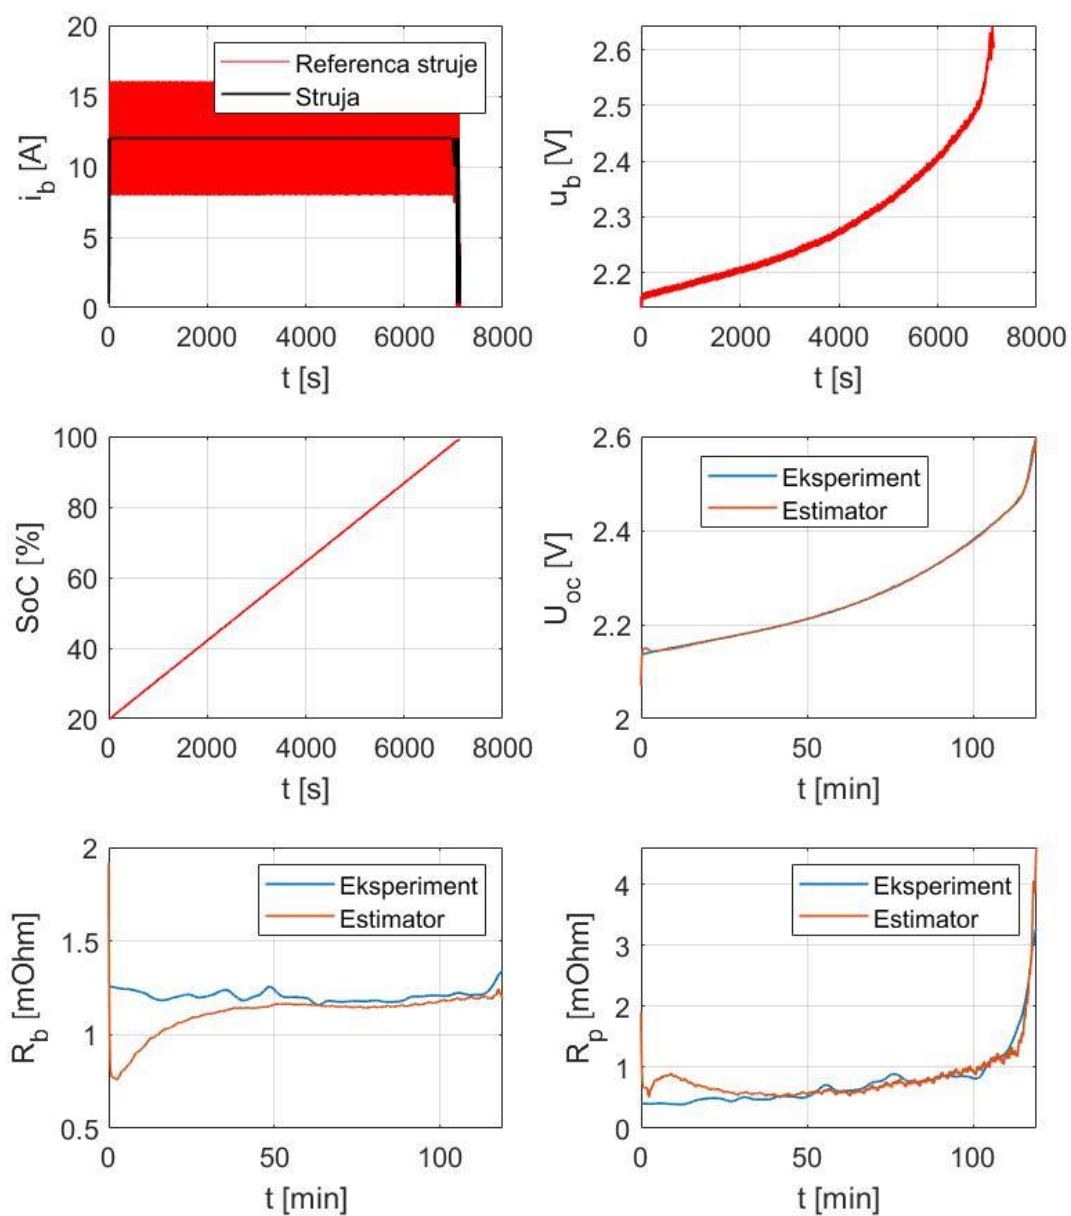 20
15
10
5
0
i_b [A]
Referenca struje
Struja
0 2000 4000 6000 8000
t [s]
2.6
2.5
2.4
2.3
2.2
u_b [V]
0 2000 4000 6000 8000
t [s]
100
80
60
40
20
SoC [%]
0 2000 4000 6000 8000
t [s]
2.6
2.4
2.2
2
U_oc [V]
Eksperiment
Estimator
0 50 100
t [min]
2
1.5
1
0.5
R_b [mOhm]
Eksperiment
Estimator
0 50 100
t [min]
4
3
2
1
0
R_p [mOhm]
Eksperiment
Estimator
0 50 100
t [min]